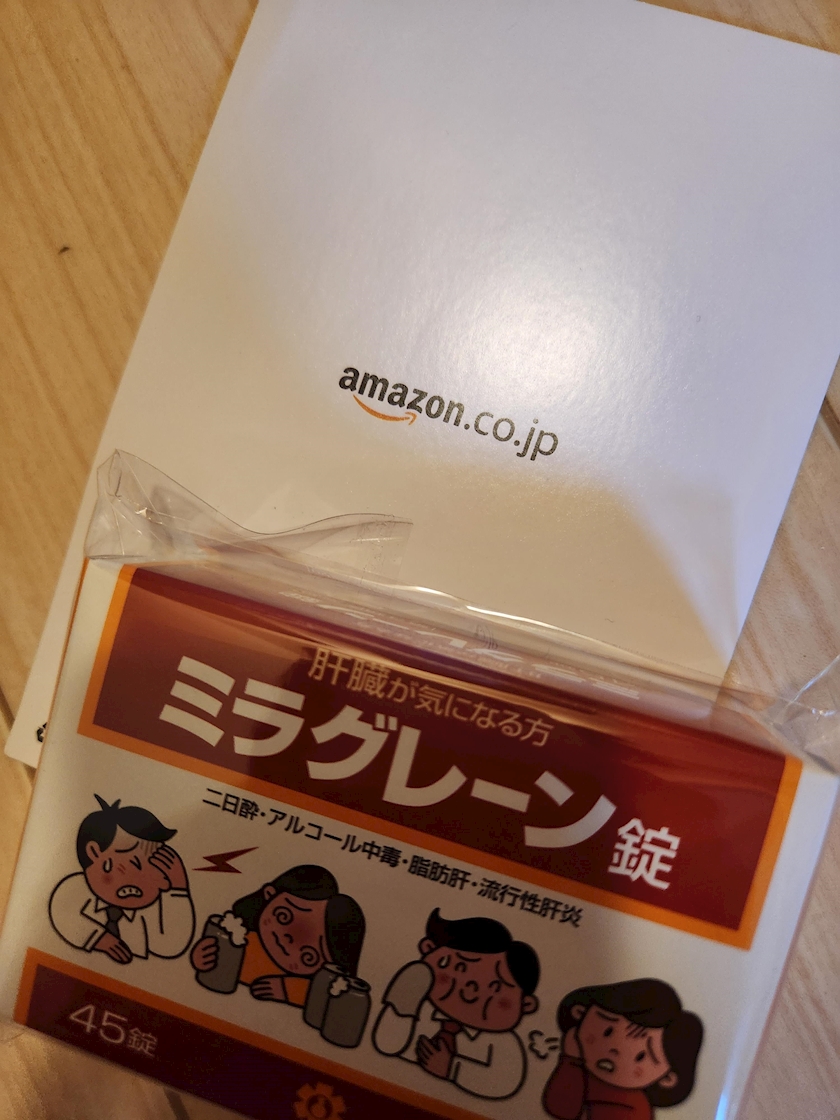 amazon.co.jp
肝臓が気になる方
ミラグレーン錠
二日酔・アルコール中毒・脂肪肝・流行性肝炎
45錠